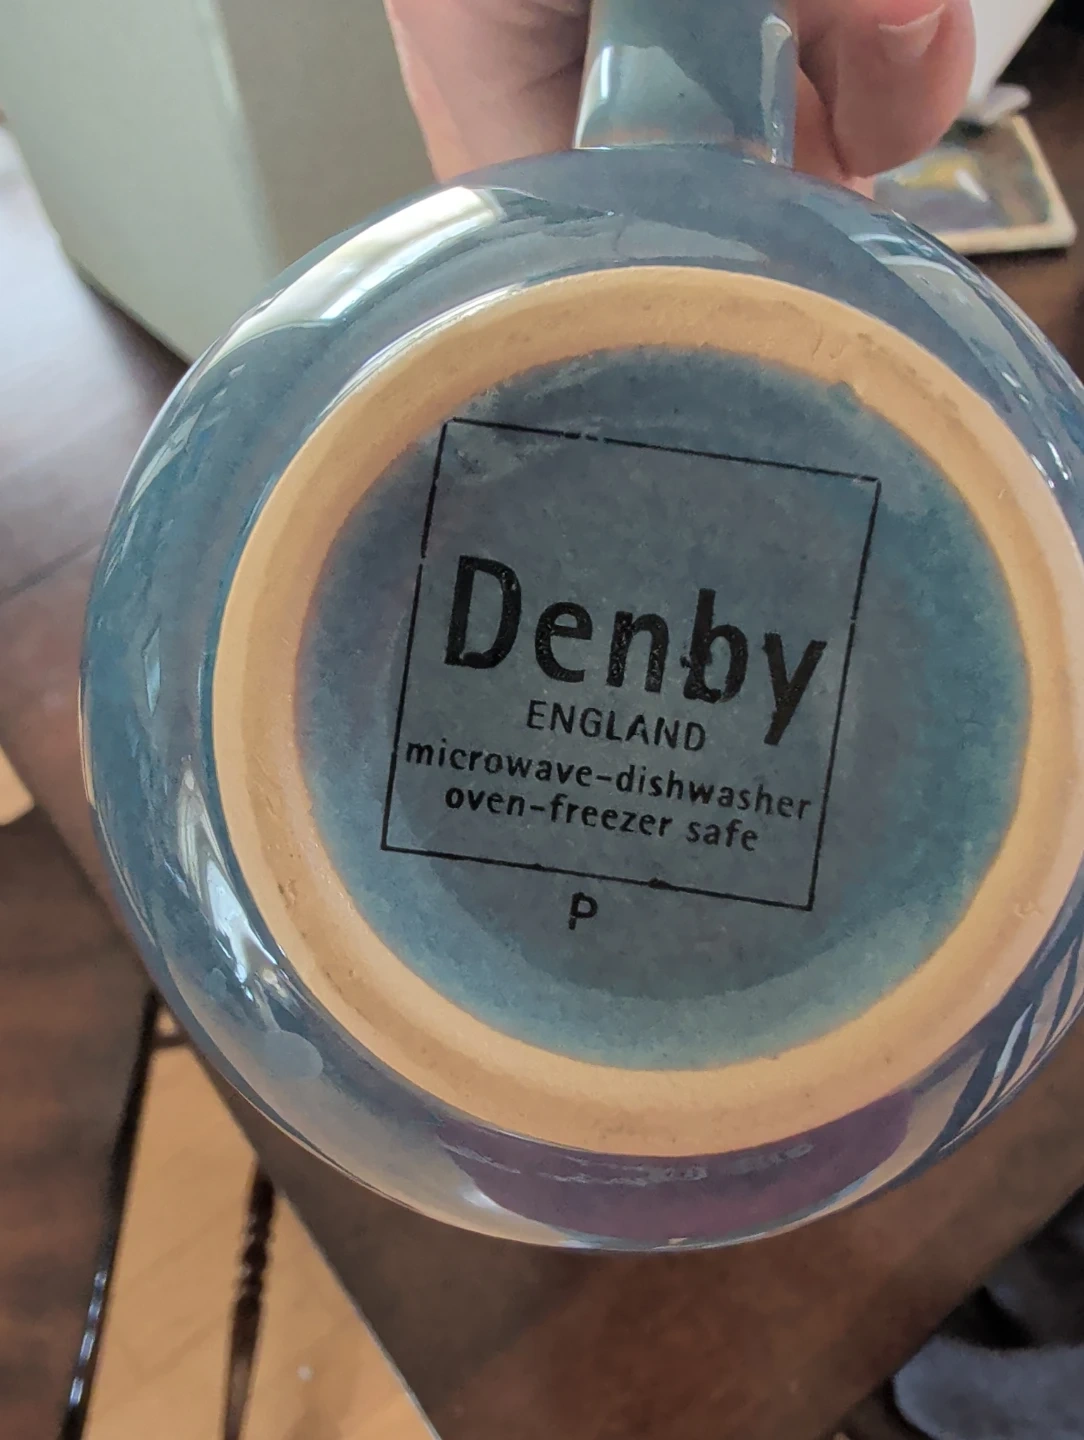 Denby
ENGLAND
microwave-dishwasher
oven-freezer safe
P